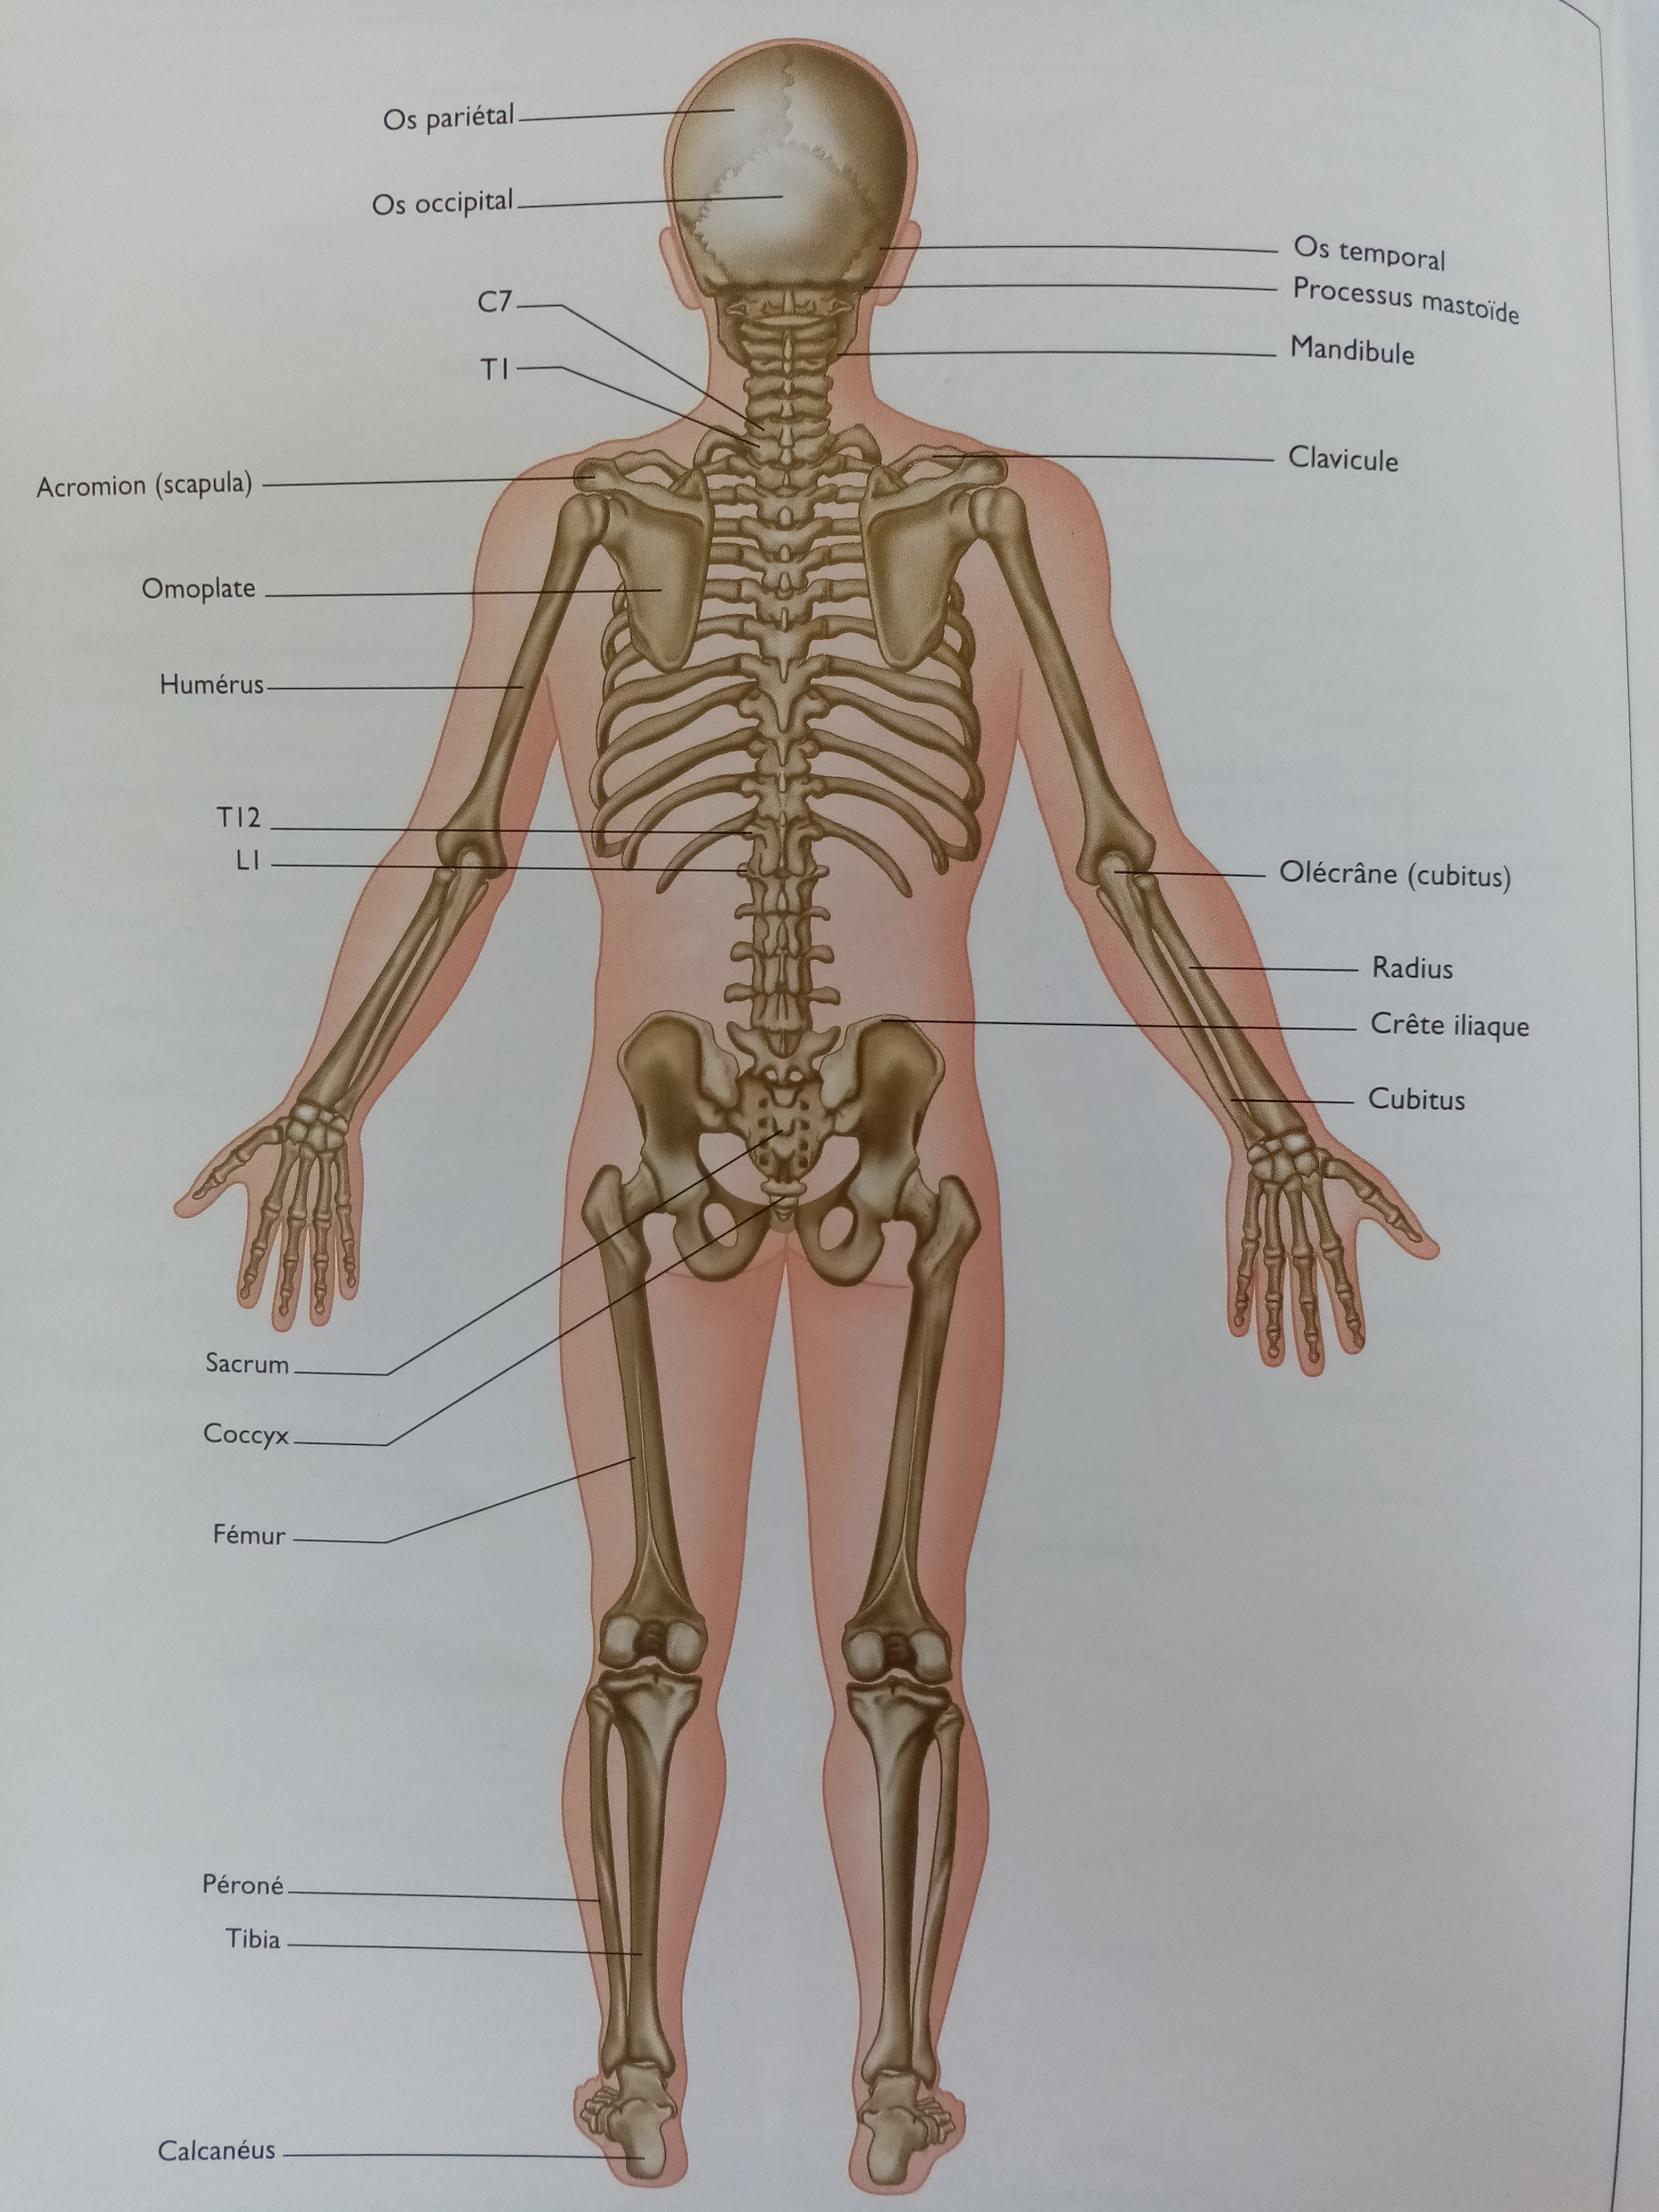 Os pariétal
Os occipital
Os temporal
Processus mastoïde
C7
Mandibule
T1
Clavicule
Acromion (scapula)
Omoplate
Humérus
T12
L1
Olécrâne (cubitus)
Radius
Crête iliaque
Cubitus
Sacrum
Coccyx
Fémur
Péroné
Tibia
Calcanéus